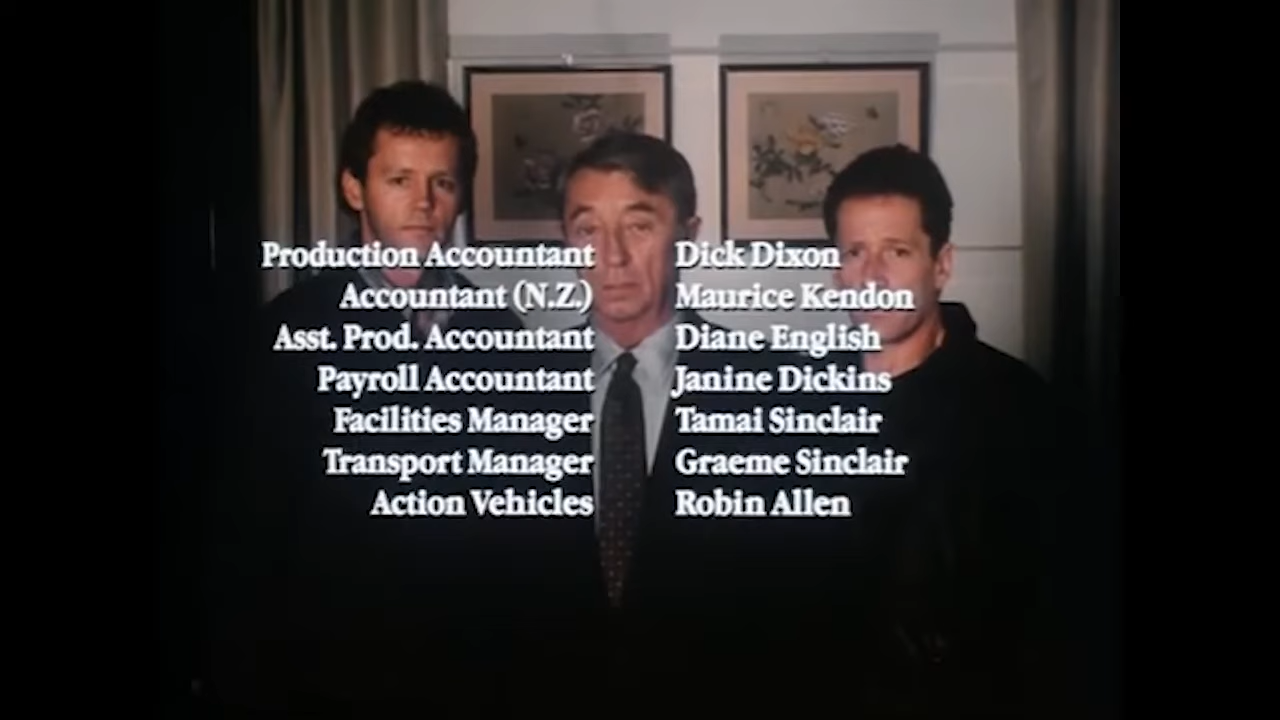 Production Accountant Dick Dixon
Accountant (N.Z.) Maurice Kendon
Asst. Prod. Accountant Diane English
Payroll Accountant Janine Dickins
Facilities Manager Tamai Sinclair
Transport Manager Graeme Sinclair
Action Vehicles Robin Allen